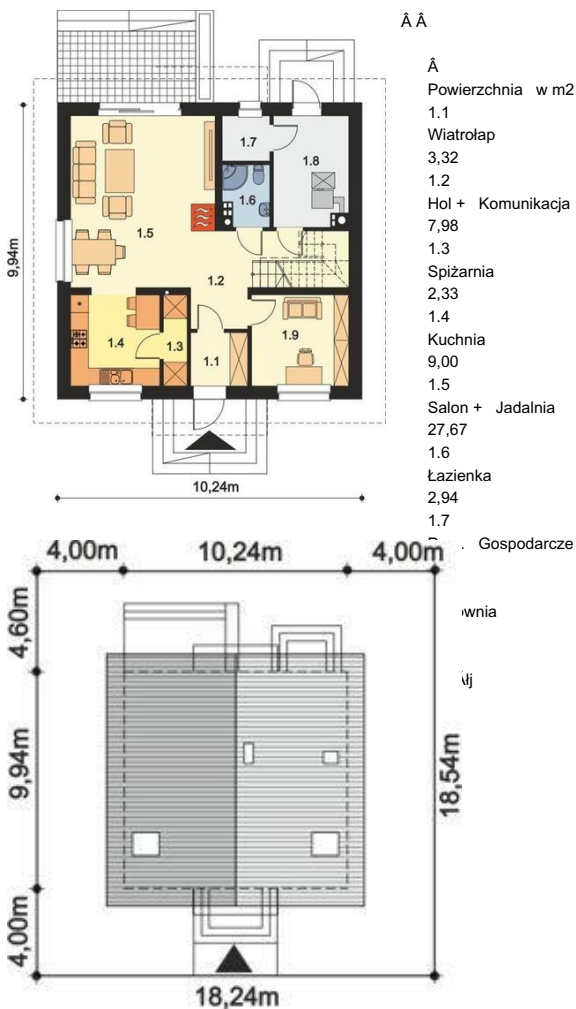 Â Â
Â
Powierzchnia w m2
1.1
Wiatrołap
3,32
1.2
Hol + Komunikacja
7,98
1.3
Spiżarnia
2,33
1.4
Kuchnia
9,00
1.5
Salon + Jadalnia
27,67
1.6
Łazienka
2,94
1.7
Gospodarcze
1.7
1.8
1.6
1.5
1.2
1.4
1.3
1.1
1.9
9,94m
10,24m
4,00m 10,24m 4,00m
4,60m
9,94m
4,00m
18,54m
18,24m